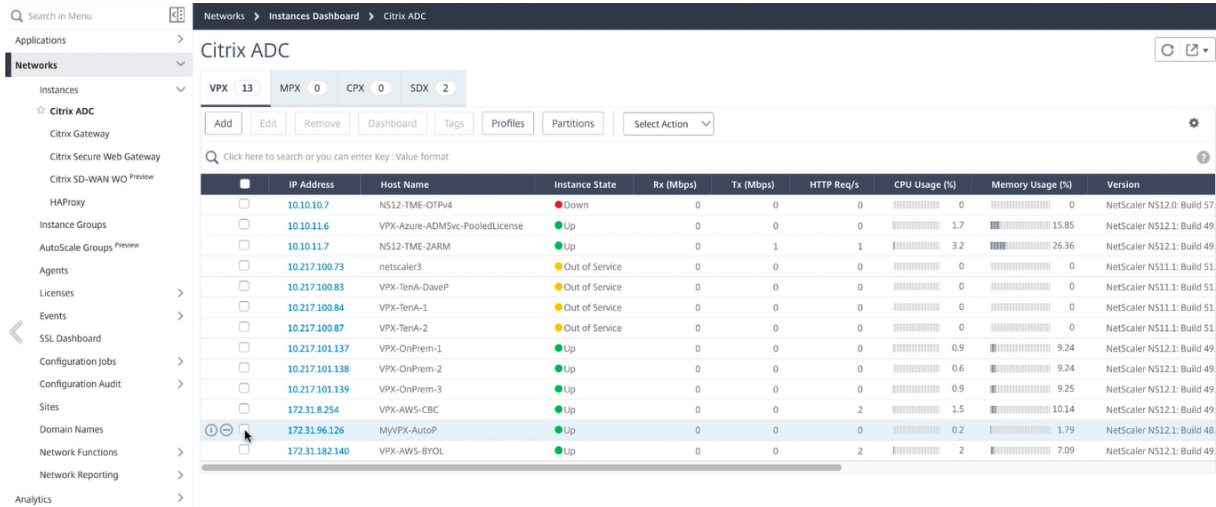 Search in Menu
Applications
Networks
Instances
Citrix ADC
Citrix Gateway
Citrix Secure Web Gateway
Citrix SD-WAN WO Preview
HAProxy
Instance Groups
AutoScale Groups Preview
Agents
Licenses
Events
SSL Dashboard
Configuration Jobs
Configuration Audit
Sites
Domain Names
Network Functions
Network Reporting
Analytics
Networks > Instances Dashboard > Citrix ADC
Citrix ADC
VPX 13 MPX 0 CPX 0 SDX 2
Add Edit Remove Dashboard Tags Profiles Partitions Select Action
Click here to search or you can enter Key : Value format
IP Address Host Name Instance State Rx (Mbps) Tx (Mbps) HTTP Req/s CPU Usage (%) Memory Usage (%) Version
10.10.10.7 NS12-TME-OTPv4 Down 0 0 0 0 0 NetScaler NS12.0: Build 57.
10.10.11.6 VPX-Azure-ADMSvc-PooledLicense Up 0 0 0 1.7 15.85 NetScaler NS12.1: Build 49.
10.10.11.7 NS12-TME-2ARM Up 0 1 1 3.2 26.36 NetScaler NS12.1: Build 49.
10.217.100.73 netscaler3 Out of Service 0 0 0 0 0 NetScaler NS11.1: Build 51.
10.217.100.83 VPX-TenA-DaveP Out of Service 0 0 0 0 0 NetScaler NS11.1: Build 51.
10.217.100.84 VPX-TenA-1 Out of Service 0 0 0 0 0 NetScaler NS11.1: Build 51.
10.217.100.87 VPX-TenA-2 Out of Service 0 0 0 0 0 NetScaler NS11.1: Build 51.
10.217.101.137 VPX-OnPrem-1 Up 0 0 0 0.9 9.24 NetScaler NS12.1: Build 49.
10.217.101.138 VPX-OnPrem-2 Up 0 0 0 0.6 9.24 NetScaler NS12.1: Build 49.
10.217.101.139 VPX-OnPrem-3 Up 0 0 0 0.9 9.25 NetScaler NS12.1: Build 49.
172.31.8.254 VPX-AWS-CBC Up 0 0 2 1.5 10.14 NetScaler NS12.1: Build 49.
172.31.96.126 MyVPX-AutoP Up 0 0 0 0.2 1.79 NetScaler NS12.1: Build 48.
172.31.182.140 VPX-AWS-BYOL Up 0 0 2 2 7.09 NetScaler NS12.1: Build 49.